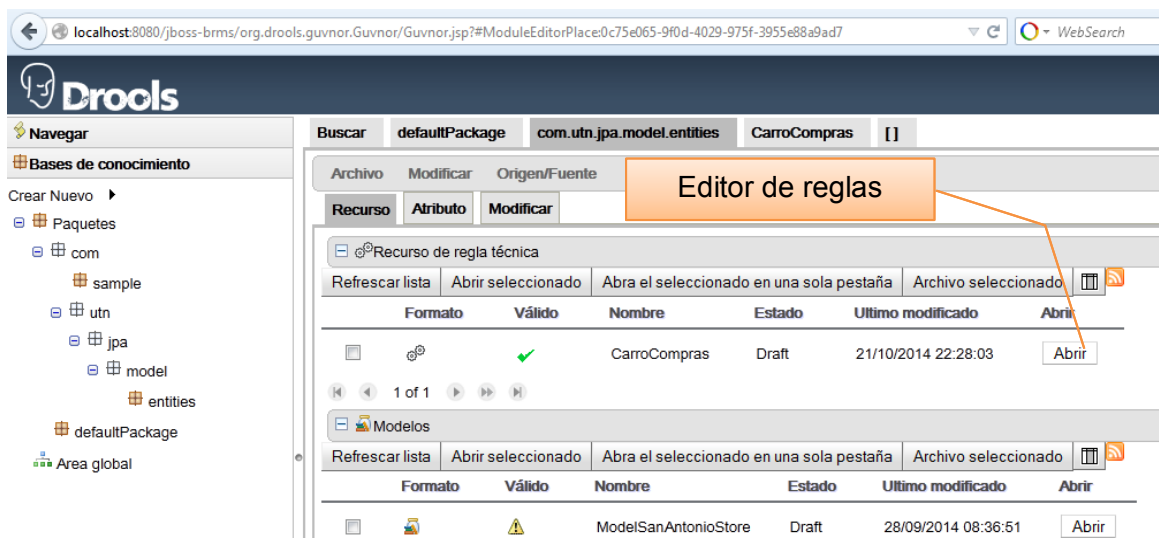 localhost:8080/jboss-brms/org.drools.guvnor.Guvnor/Guvnor.jsp?#ModuleEditorPlace:0c75e065-9f0d-4029-975f-3955e88a9ad7 WebSearch
Drools
Navegar
Bases de conocimiento
Crear Nuevo
Paquetes
com
sample
utn
jpa
model
entities
defaultPackage
Area global
Buscar defaultPackage com.utn.jpa.model.entities CarroCompras []
Archivo Modificar Origen/Fuente
Editor de reglas
Recurso Atributo Modificar
Recurso de regla técnica
Refrescar lista Abrir seleccionado Abra el seleccionado en una sola pestaña Archivo seleccionado
Formato Válido Nombre Estado Ultimo modificado Abrir
CarroCompras Draft 21/10/2014 22:28:03 Abrir
1 of 1
Modelos
Refrescar lista Abrir seleccionado Abra el seleccionado en una sola pestaña Archivo seleccionado
Formato Válido Nombre Estado Ultimo modificado Abrir
ModelSanAntonioStore Draft 28/09/2014 08:36:51 Abrir